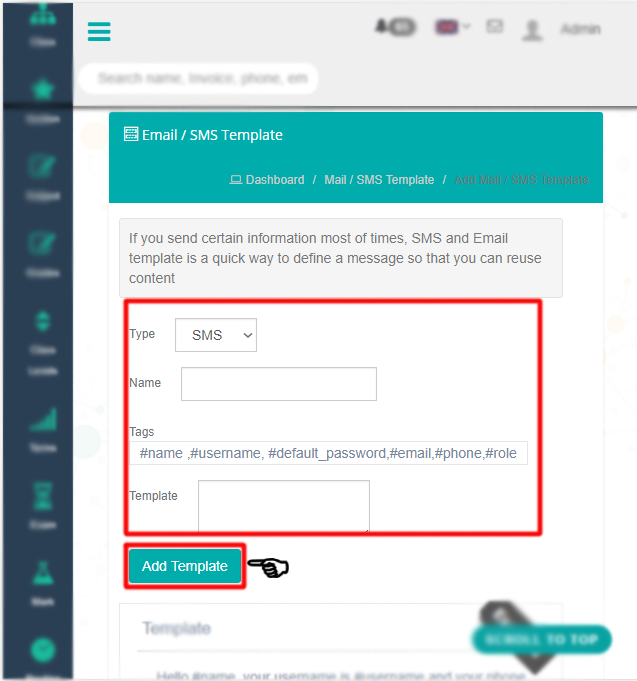 Search name, Invoice, phone, em
Admin
Email / SMS Template
Dashboard / Mail / SMS Template / Add Mail / SMS Template
If you send certain information most of times, SMS and Email
template is a quick way to define a message so that you can reuse
content
Type SMS
Name
Tags
#name ,#username, #default_password,#email,#phone,#role
Template
Add Template
Template
SCROLL TO TOP
Hello #name, your username is #username and your phone